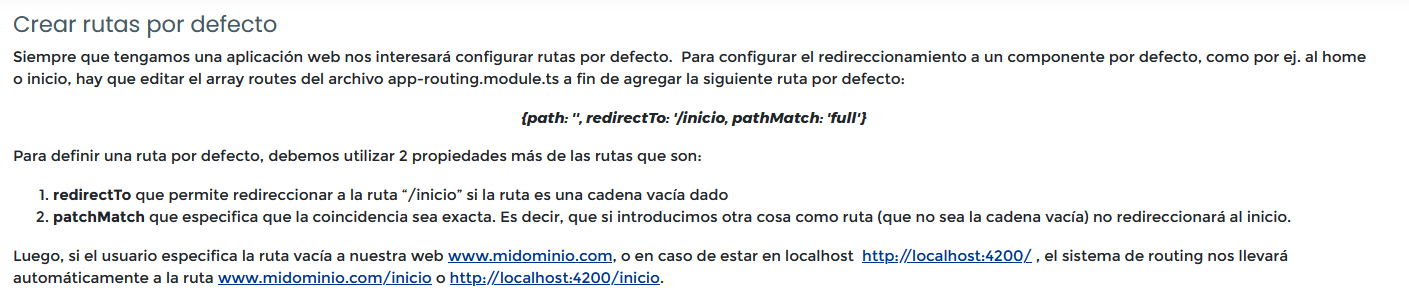 Crear rutas por defecto
Siempre que tengamos una aplicación web nos interesará configurar rutas por defecto.  Para configurar el redireccionamiento a un componente por defecto, como por ej. al home
o inicio, hay que editar el array routes del archivo app-routing.module.ts a fin de agregar la siguiente ruta por defecto:
{path: '', redirectTo: '/inicio, pathMatch: 'full'}
Para definir una ruta por defecto, debemos utilizar 2 propiedades más de las rutas que son:
1. redirectTo que permite redireccionar a la ruta “/inicio” si la ruta es una cadena vacía dado
2. patchMatch que especifica que la coincidencia sea exacta. Es decir, que si introducimos otra cosa como ruta (que no sea la cadena vacía) no redireccionará al inicio.
Luego, si el usuario especifica la ruta vacía a nuestra web www.midominio.com, o en caso de estar en localhost  http://localhost:4200/ , el sistema de routing nos llevará
automáticamente a la ruta www.midominio.com/inicio o http://localhost:4200/inicio.